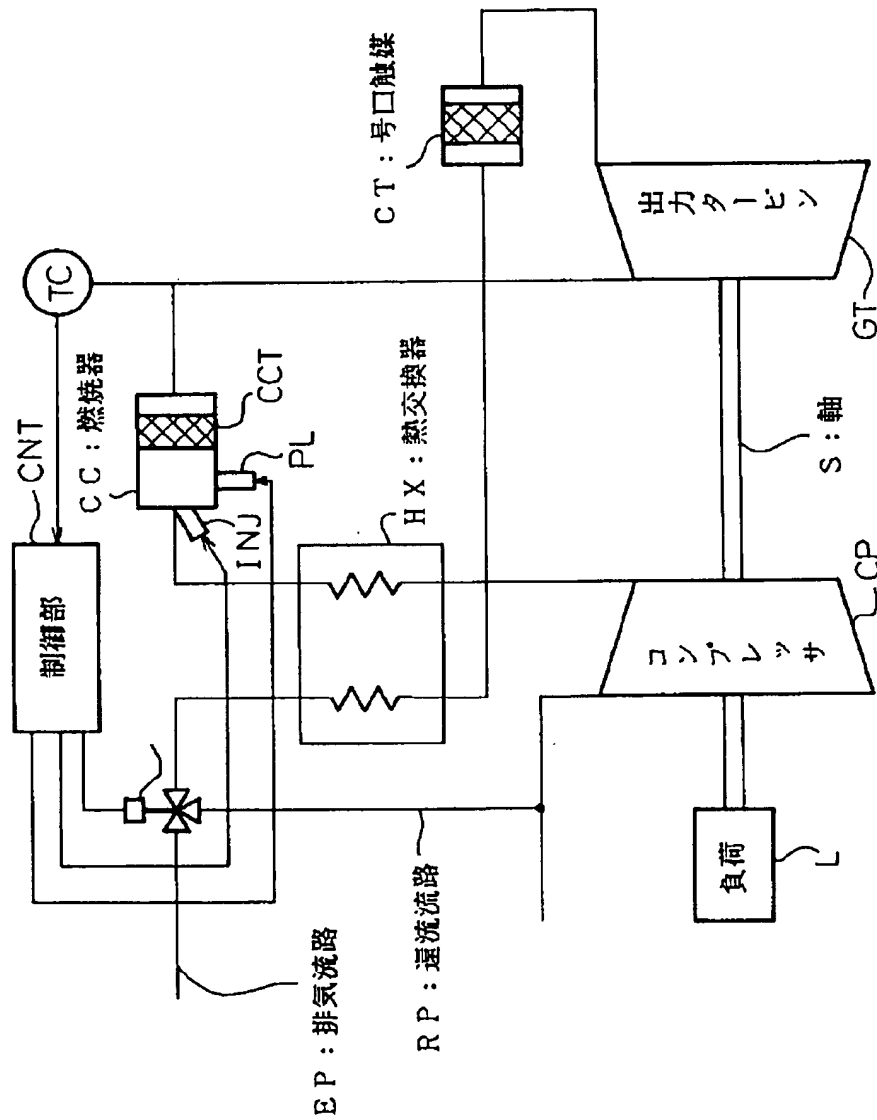 TC
CNT
制御部
CC：燃焼器
CCT
PL
INJ
HX：熱交換器
CT：号口触媒
出力タービン
GT
S：軸
コンプレッサ
CP
負荷
L
RP：還流流路
EP：排気流路